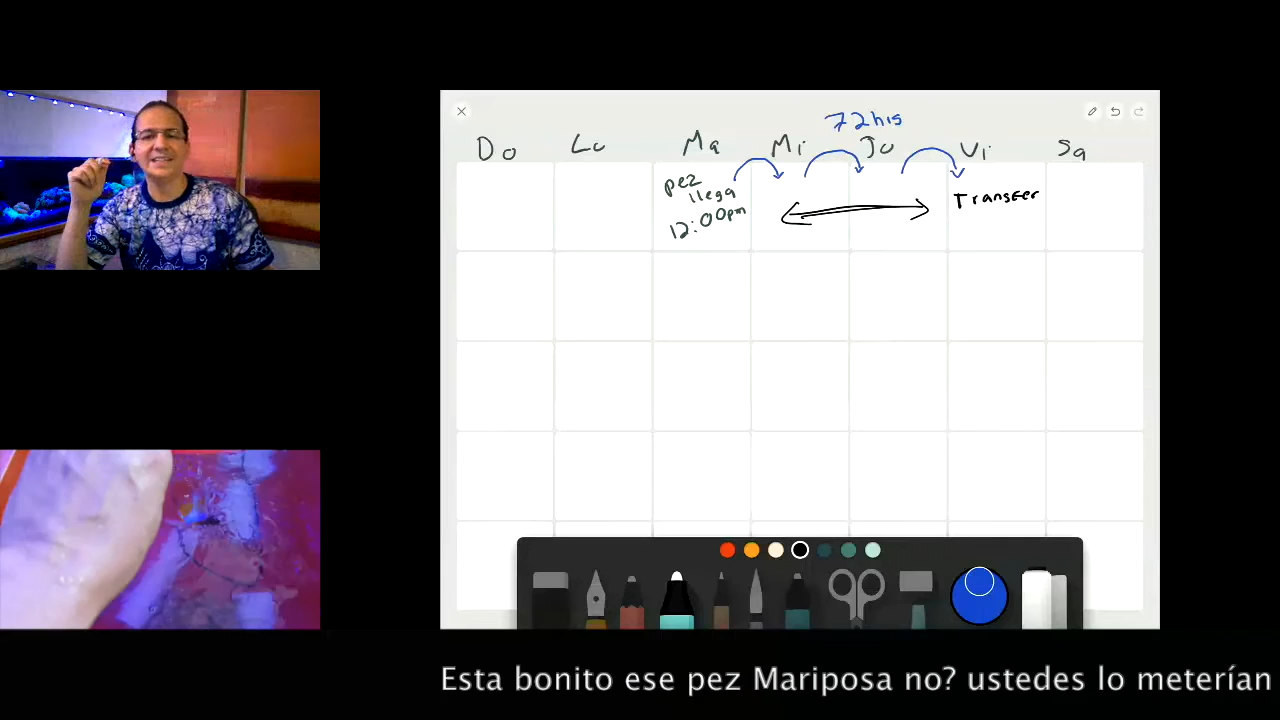 72hrs
Do Lu Ma Mi Ju Vi Sa
pez
llega
12:00pm
Transfer
Esta bonito ese pez Mariposa no? ustedes lo meterían